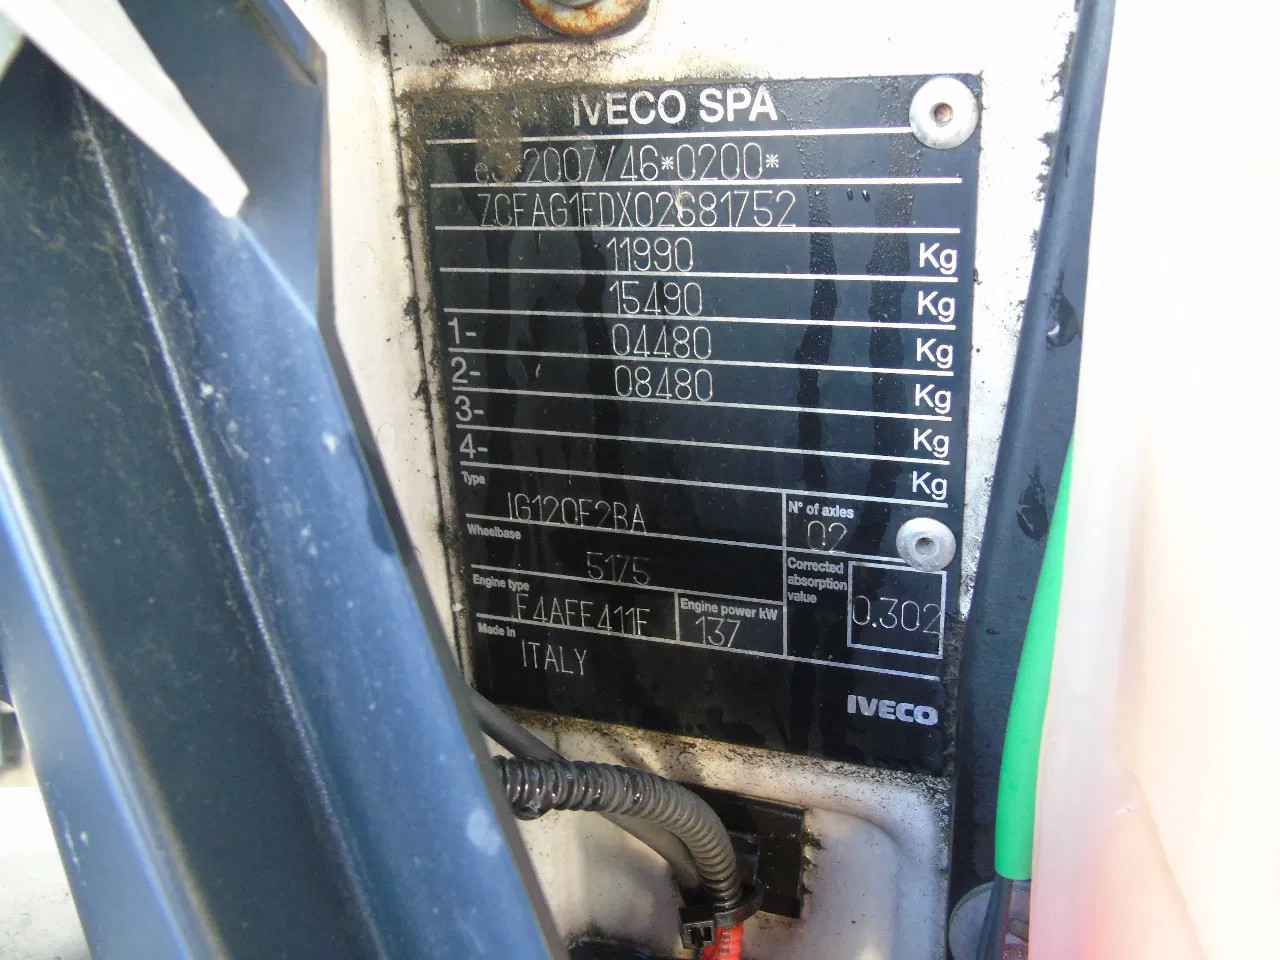 IVECO SPA
e3*2007/46*0200*
ZCFAG1EDX02681752
11990 Kg
15490 Kg
1- 04480 Kg
2- 08480 Kg
3- Kg
4- Kg
Type IG120E2BA N° of axles 02
Wheelbase 5175 Corrected absorption value 0.302
Engine type F4AFE411F Engine power kW 137
Made in ITALY
IVECO